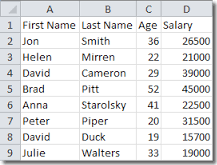 A B C D
1 First Name Last Name Age Salary
2 Jon Smith 36 26500
3 Helen Mirren 22 21000
4 David Cameron 29 39000
5 Brad Pitt 52 45000
6 Anna Starolsky 41 22500
7 Peter Piper 20 31500
8 David Duck 19 15700
9 Julie Walters 33 19000